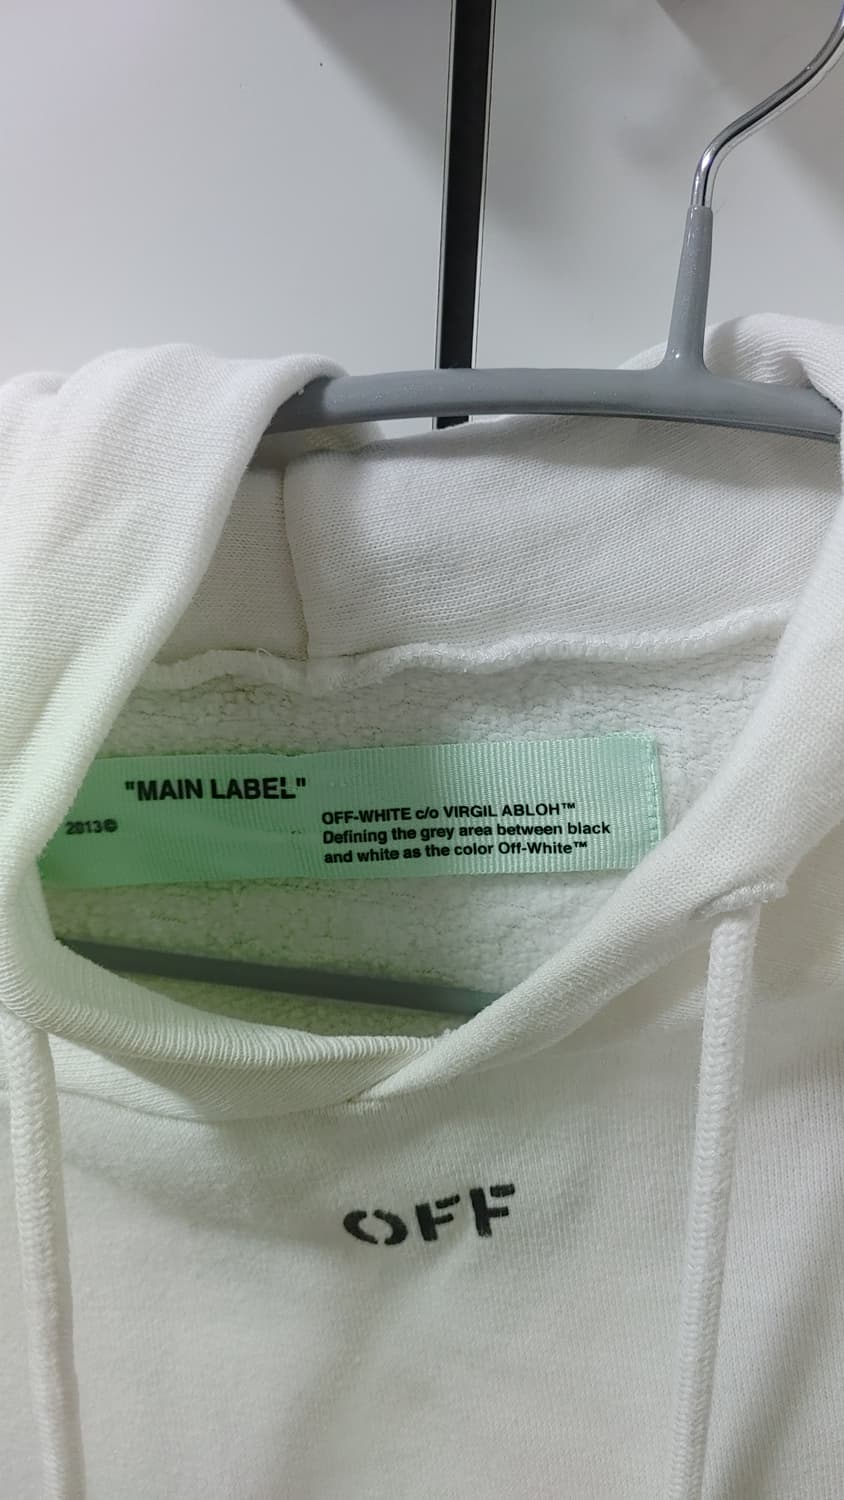 "MAIN LABEL"
2013©
OFF-WHITE c/o VIRGIL ABLOH™
Defining the grey area between black
and white as the color Off-White™
OFF